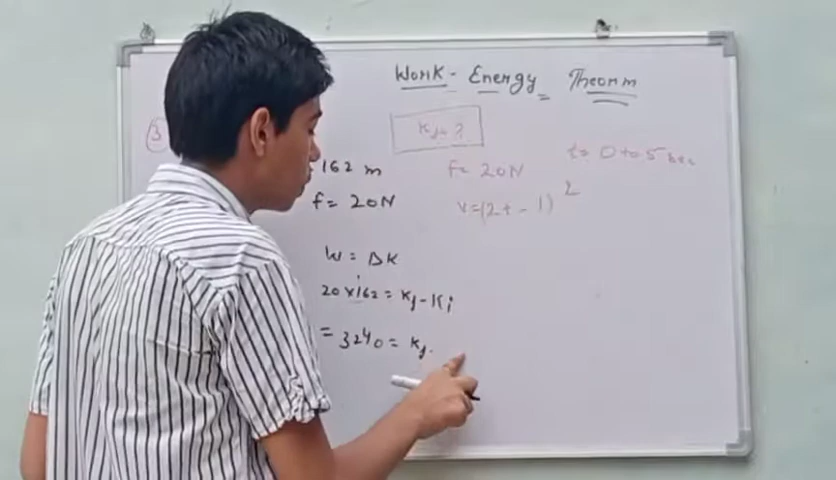 Work - Energy Theorm
③
Kf = ?
t = 0 to 5 sec
162 m
f = 20N
f = 20N
x = (2t - 1)²
W = ΔK
20 × 162 = Kf - Ki
= 3240 = Kf.